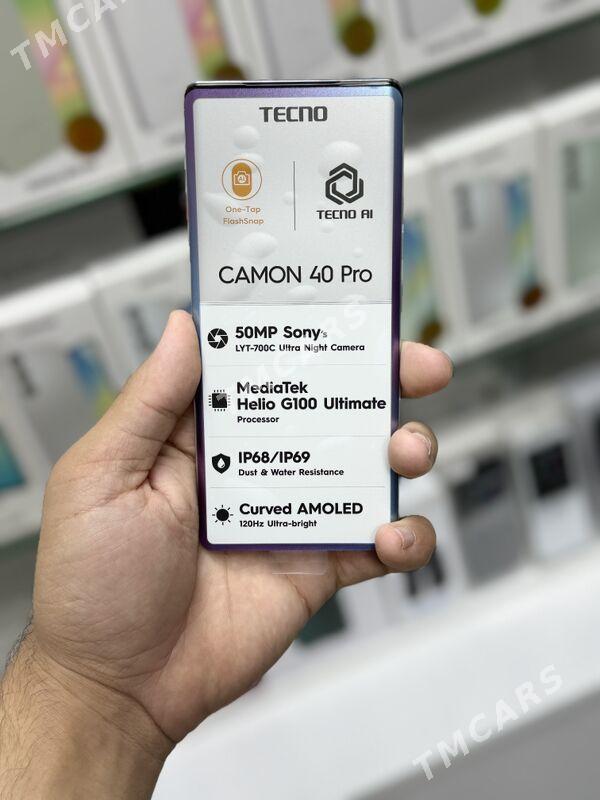 TMCARS
TECNO
One-Tap
FlashSnap
TECNO AI
CAMON 40 Pro
50MP Sony's
LYT-700C Ultra Night Camera
TMCARS
MediaTek
Helio G100 Ultimate
Processor
IP68/IP69
Dust & Water Resistance
Curved AMOLED
120Hz Ultra-bright
TMCARS